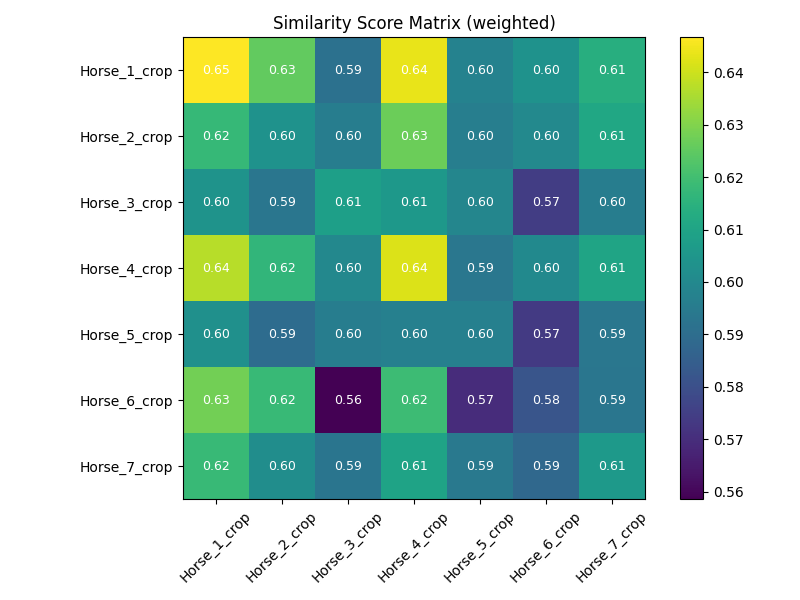 Similarity Score Matrix (weighted)
Horse_1_crop 0.65 0.63 0.59 0.64 0.60 0.60 0.61
Horse_2_crop 0.62 0.60 0.60 0.63 0.60 0.60 0.61
Horse_3_crop 0.60 0.59 0.61 0.61 0.60 0.57 0.60
Horse_4_crop 0.64 0.62 0.60 0.64 0.59 0.60 0.61
Horse_5_crop 0.60 0.59 0.60 0.60 0.60 0.57 0.59
Horse_6_crop 0.63 0.62 0.56 0.62 0.57 0.58 0.59
Horse_7_crop 0.62 0.60 0.59 0.61 0.59 0.59 0.61
Horse_1_crop Horse_2_crop Horse_3_crop Horse_4_crop Horse_5_crop Horse_6_crop Horse_7_crop
0.64
0.63
0.62
0.61
0.60
0.59
0.58
0.57
0.56